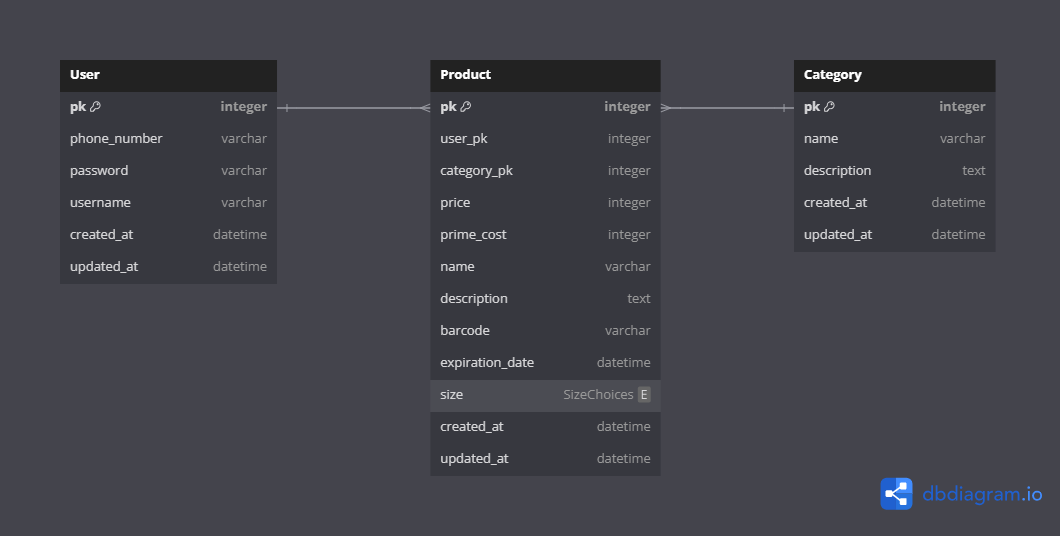 User
pk integer
phone_number varchar
password varchar
username varchar
created_at datetime
updated_at datetime
Product
pk integer
user_pk integer
category_pk integer
price integer
prime_cost integer
name varchar
description text
barcode varchar
expiration_date datetime
size SizeChoices E
created_at datetime
updated_at datetime
Category
pk integer
name varchar
description text
created_at datetime
updated_at datetime
dbdiagram.io